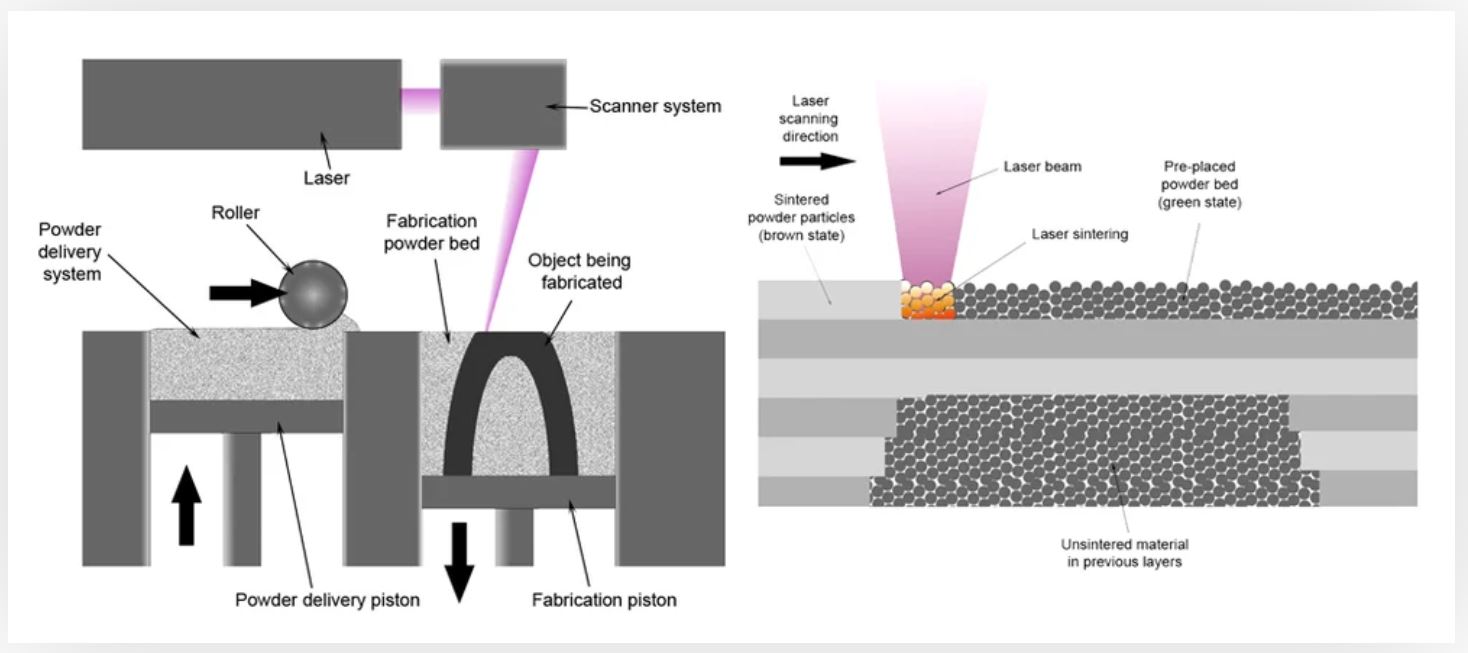 Scanner system
Laser
Roller
Powder
delivery
system
Fabrication
powder bed
Object being
fabricated
Powder delivery piston
Fabrication piston
Laser
scanning
direction
Laser beam
Pre-placed
powder bed
(green state)
Sintered
powder particles
(brown state)
Laser sintering
Unsintered material
in previous layers